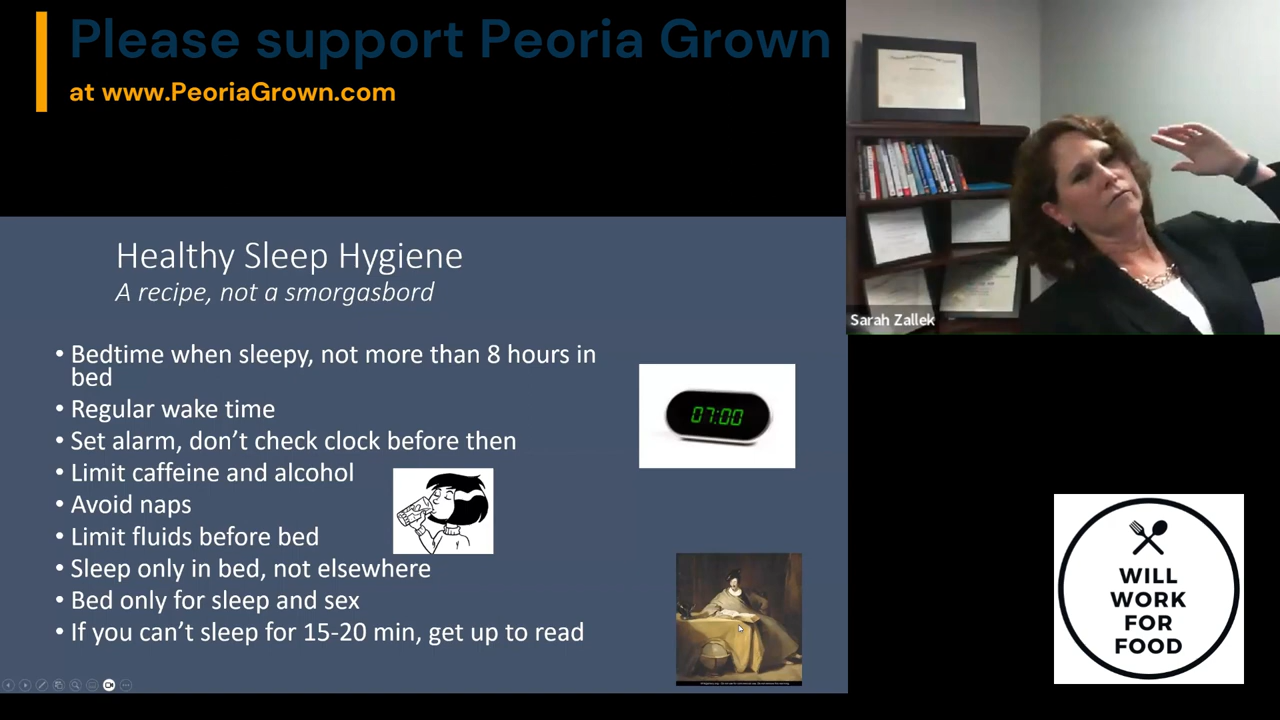 Please support Peoria Grown
at www.PeoriaGrown.com
Sarah Zallek
Healthy Sleep Hygiene
A recipe, not a smorgasbord
• Bedtime when sleepy, not more than 8 hours in
bed
• Regular wake time
• Set alarm, don't check clock before then
• Limit caffeine and alcohol
• Avoid naps
• Limit fluids before bed
• Sleep only in bed, not elsewhere
• Bed only for sleep and sex
• If you can't sleep for 15-20 min, get up to read
07:00
WILL
WORK
FOR
FOOD